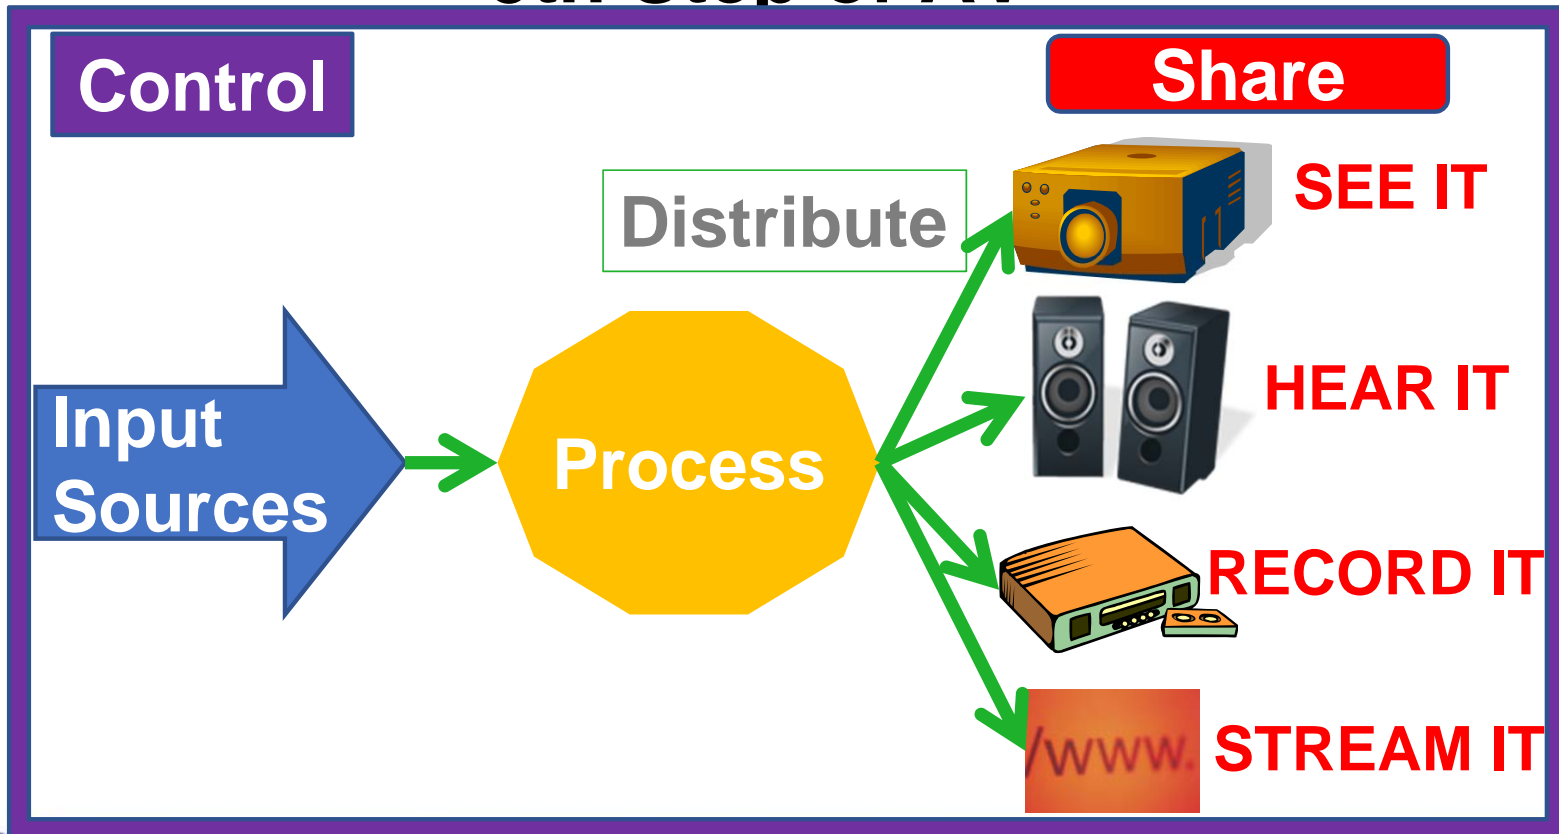 Control
Share
Distribute
SEE IT
HEAR IT
Input
Sources
Process
RECORD IT
/www.
STREAM IT